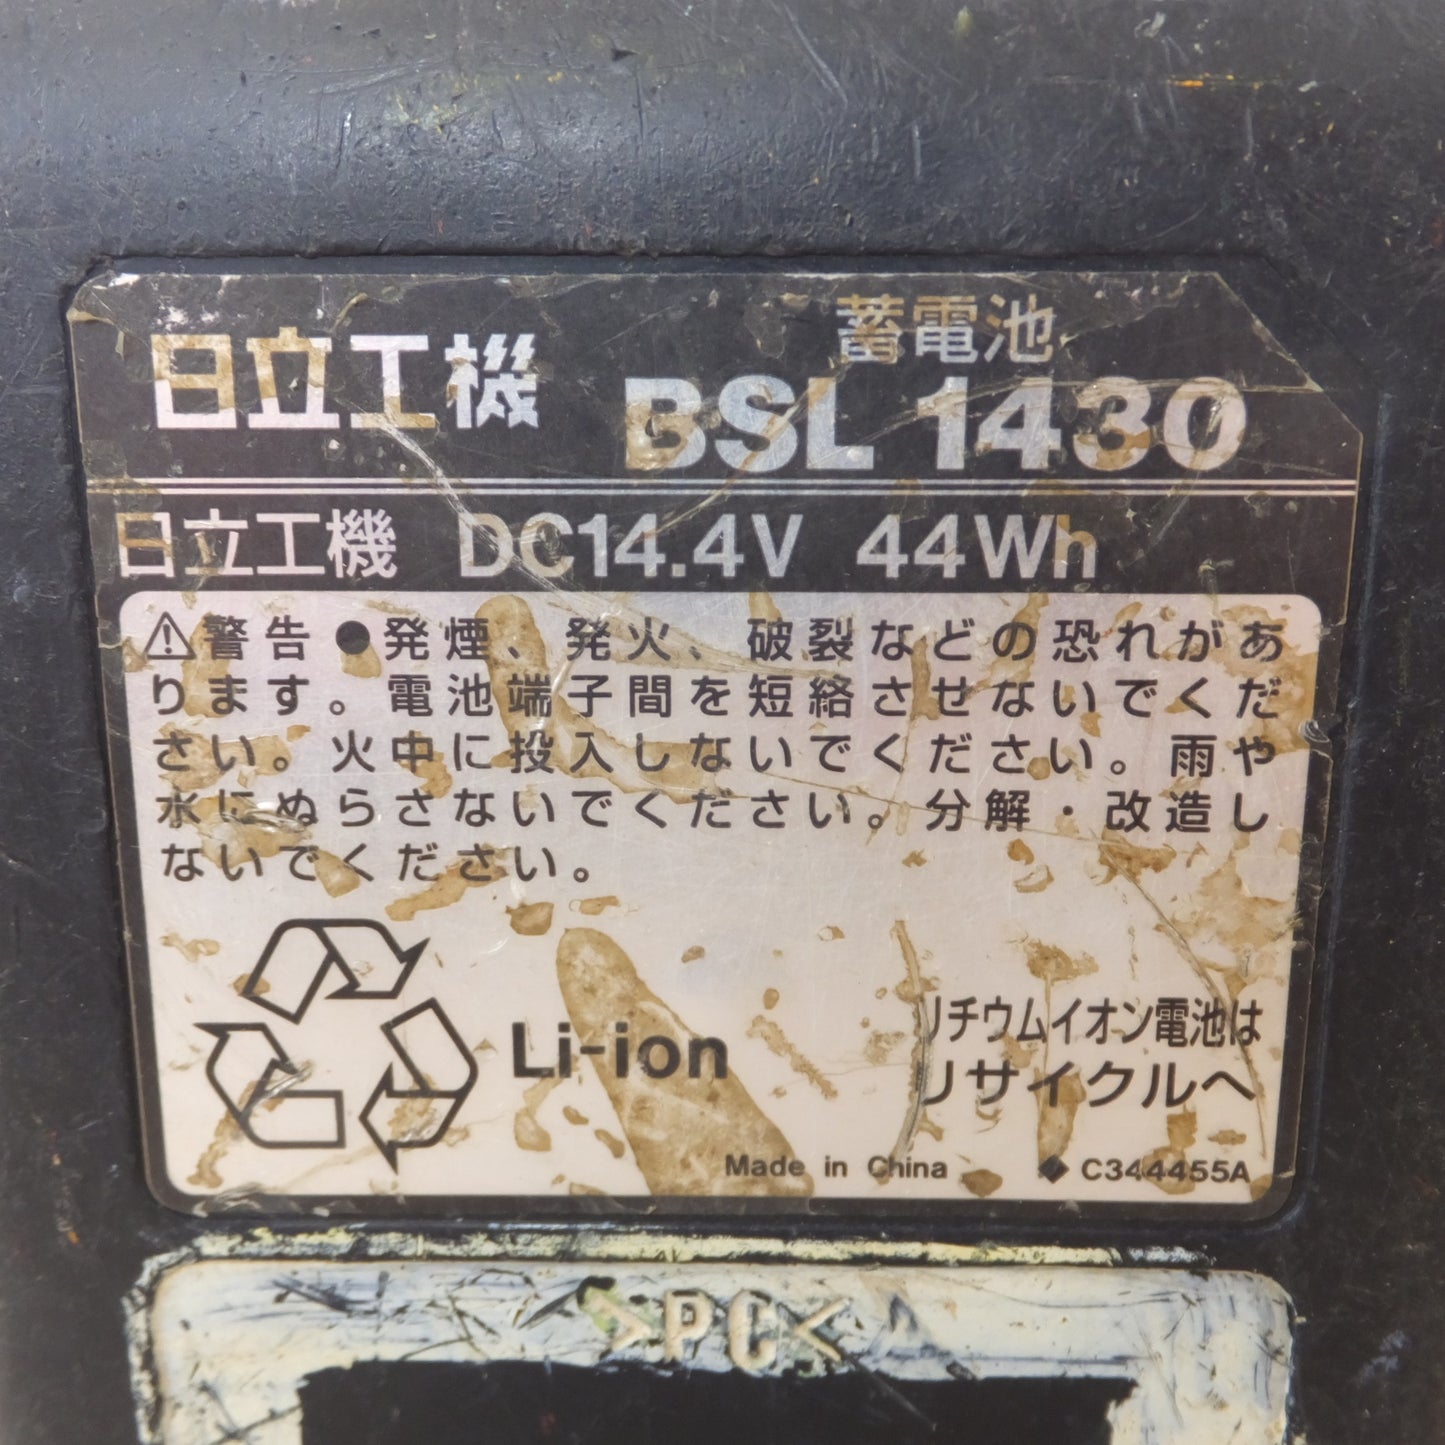 日立工機
蓄電池
BSL 1430
日立工機 DC14.4V 44Wh
⚠警告 ●発煙、発火、破裂などの恐れがあ
ります。電池端子間を短絡させないでくだ
さい。火中に投入しないでください。雨や
水にぬらさないでください。分解・改造し
ないでください。
Li-ion
リチウムイオン電池は
リサイクルへ
Made in China ◆ C344455A
>PC<